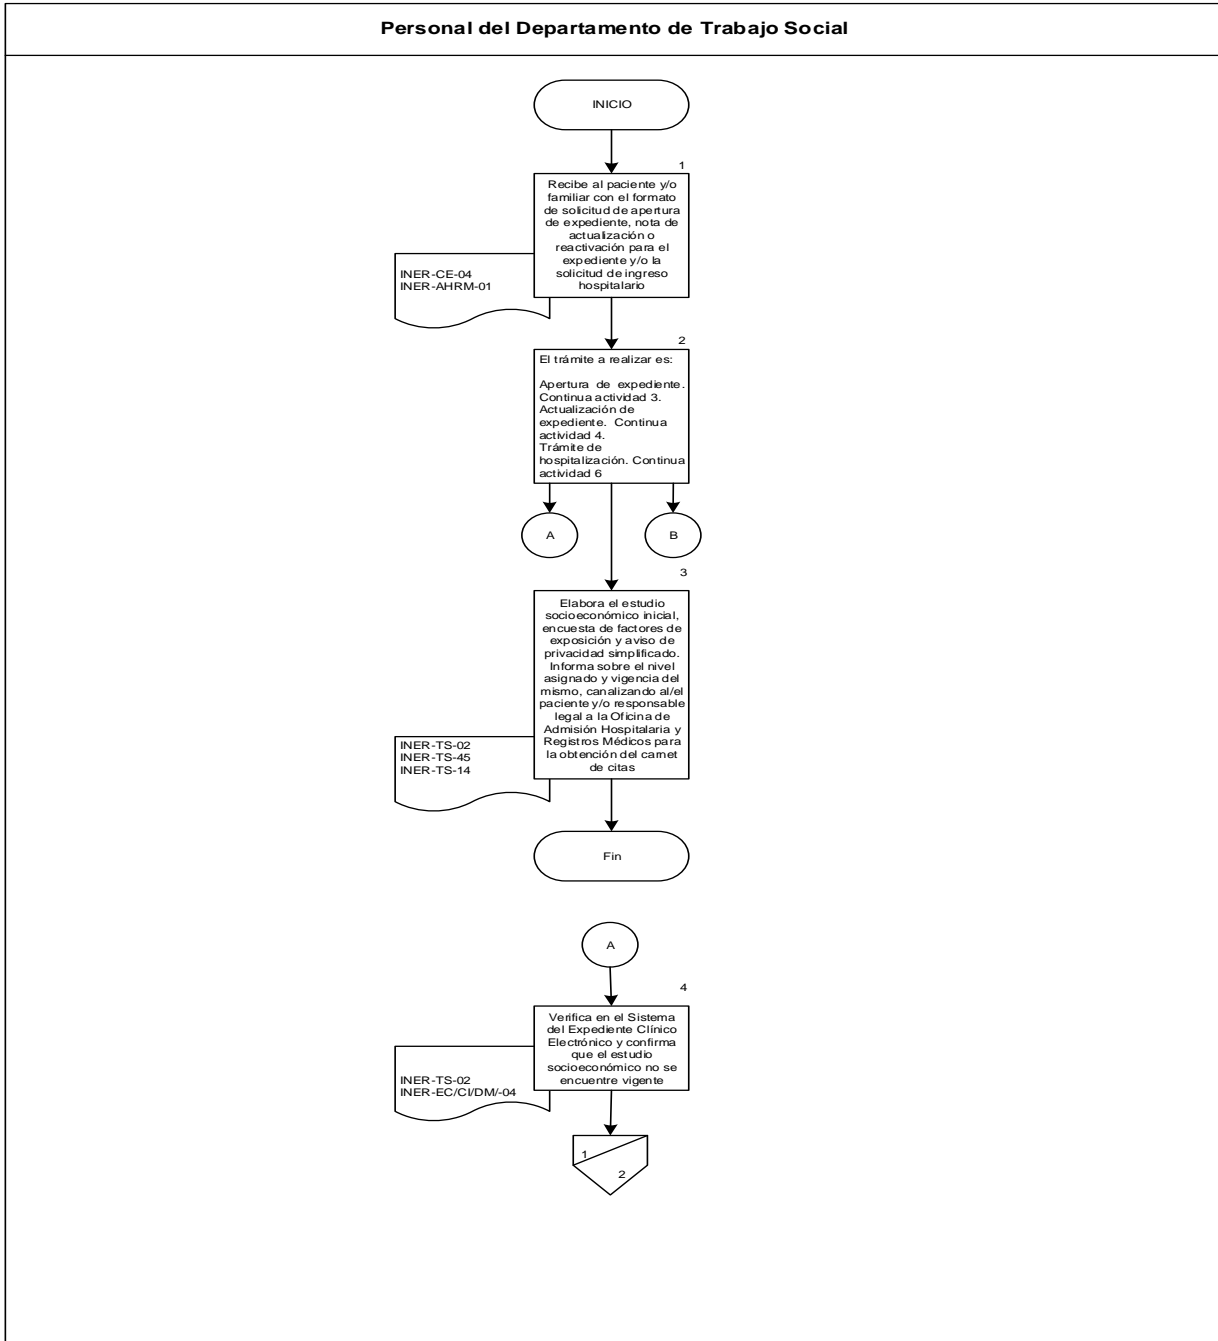 Personal del Departamento de Trabajo Social
INICIO
1
Recibe al paciente y/o
familiar con el formato
de solicitud de apertura
de expediente, nota de
actualización o
reactivación para el
expediente y/o la
solicitud de ingreso
hospitalario
INER-CE-04
INER-AHRM-01
2
El trámite a realizar es:
Apertura de expediente.
Continua actividad 3.
Actualización de
expediente. Continua
actividad 4.
Trámite de
hospitalización. Continua
actividad 6
A
B
3
Elabora el estudio
socioeconómico inicial,
encuesta de factores de
exposición y aviso de
privacidad simplificado.
Informa sobre el nivel
asignado y vigencia del
mismo, canalizando al/el
paciente y/o responsable
legal a la Oficina de
Admisión Hospitalaria y
Registros Médicos para
la obtención del carnet
de citas
INER-TS-02
INER-TS-45
INER-TS-14
Fin
A
4
Verifica en el Sistema
del Expediente Clínico
Electrónico y confirma
que el estudio
socioeconómico no se
encuentre vigente
INER-TS-02
INER-EC/CI/DM/-04
1
2